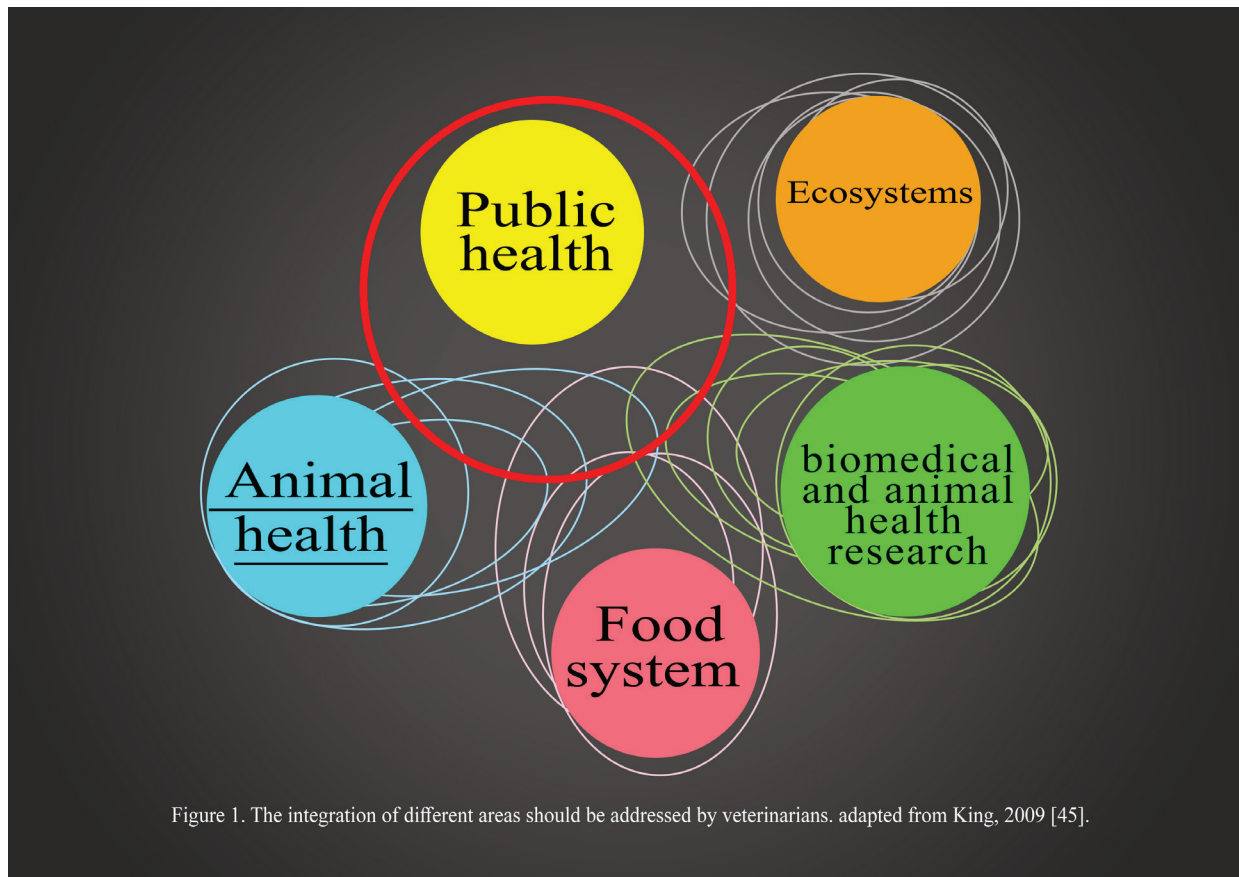 Public
health
Ecosystems
Animal
health
biomedical
and animal
health
research
Food
system
Figure 1. The integration of different areas should be addressed by veterinarians. adapted from King, 2009 [45].